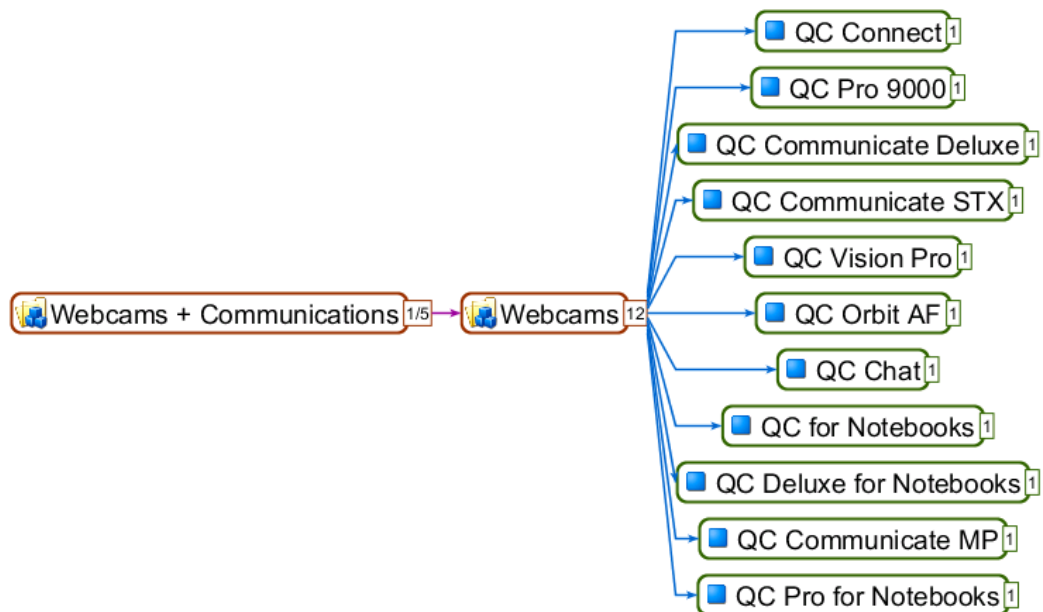 QC Connect 1
QC Pro 9000 1
QC Communicate Deluxe 1
QC Communicate STX 1
QC Vision Pro 1
Webcams + Communications 1/5
Webcams 12
QC Orbit AF 1
QC Chat 1
QC for Notebooks 1
QC Deluxe for Notebooks 1
QC Communicate MP 1
QC Pro for Notebooks 1